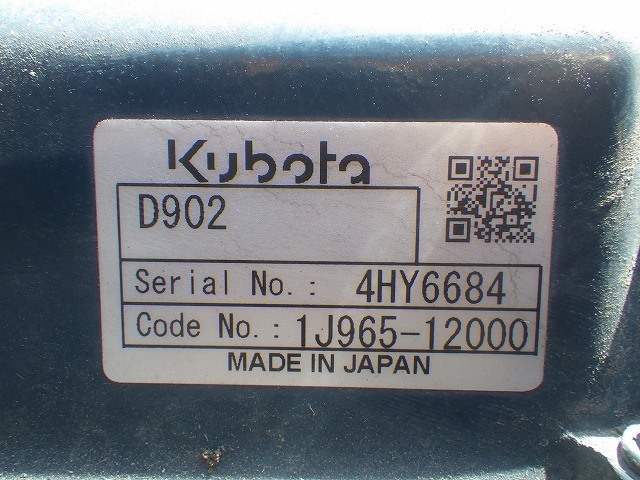 Kubota
D902
Serial No.: 4HY6684
Code No.: 1J965-12000
MADE IN JAPAN